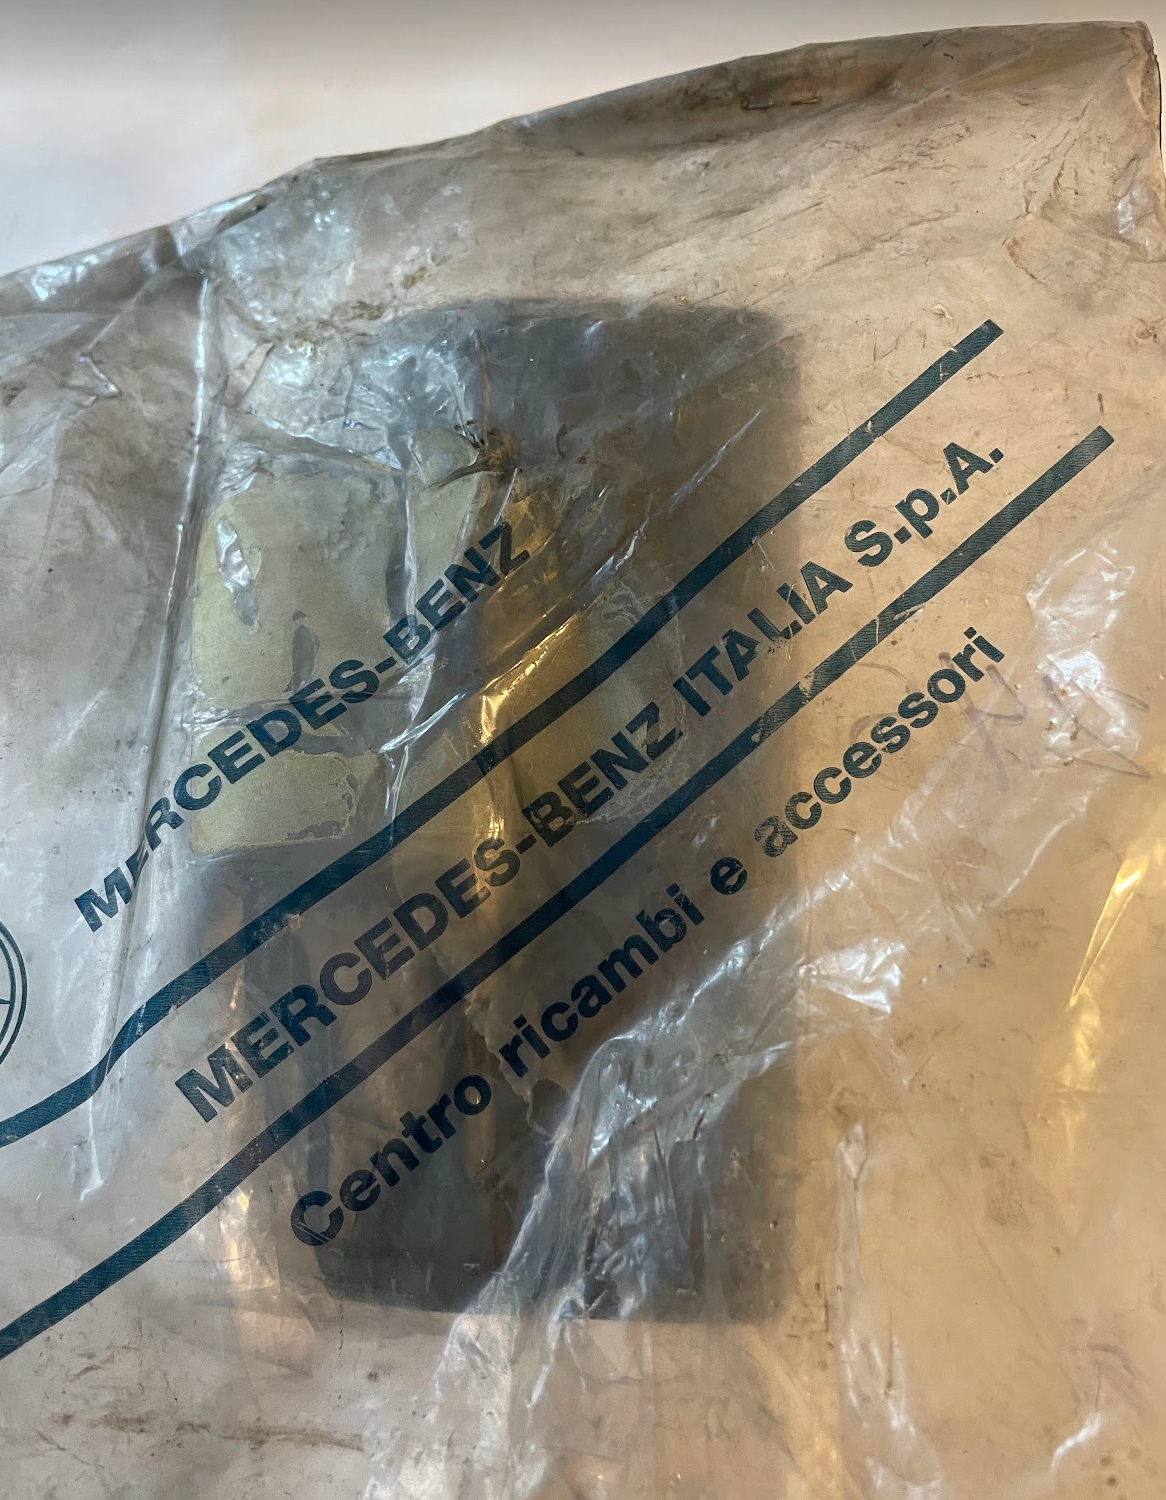 MERCEDES-BENZ
MERCEDES-BENZ ITALIA S.p.A.
Centro ricambi e accessori